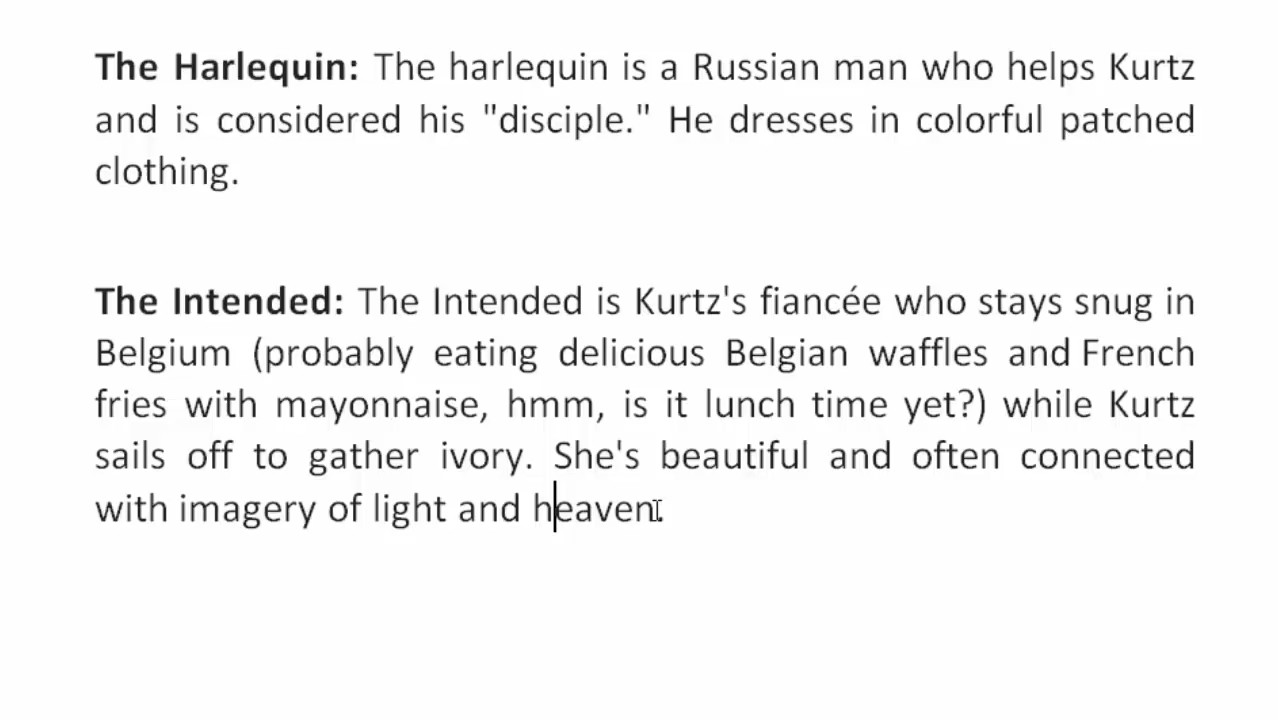 The Harlequin: The harlequin is a Russian man who helps Kurtz
and is considered his "disciple." He dresses in colorful patched
clothing.
The Intended: The Intended is Kurtz's fiancée who stays snug in
Belgium (probably eating delicious Belgian waffles and French
fries with mayonnaise, hmm, is it lunch time yet?) while Kurtz
sails off to gather ivory. She's beautiful and often connected
with imagery of light and heaven.